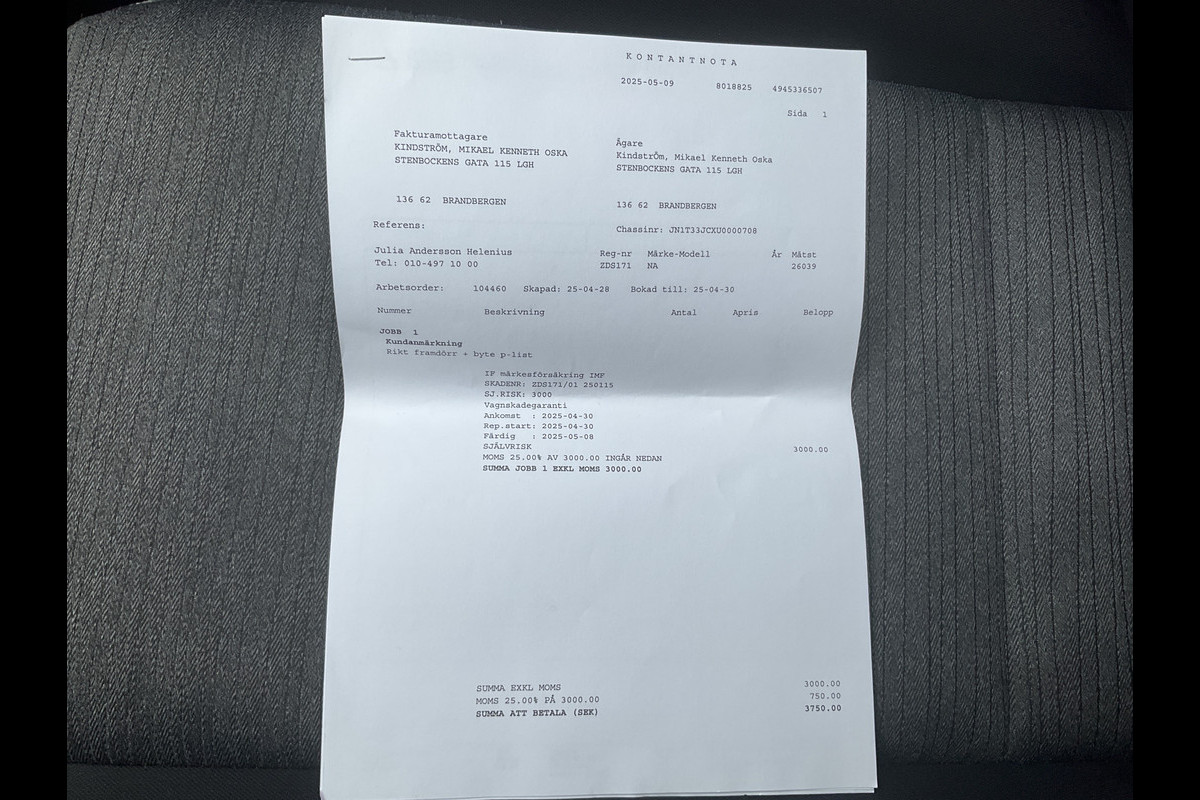 K O N T A N T N O T A
2025-05-09 8018825 4945336507
Sida 1
Fakturamottagare
KINDSTRÖM, MIKAEL KENNETH OSKA
STENBOCKENS GATA 115 LGH
136 62 BRANDBERGEN
Ägare
KindstrÖm, Mikael Kenneth Oska
STENBOCKENS GATA 115 LGH
136 62 BRANDBERGEN
Referens:
Chassinr: JN1T33JCXU0000708
Julia Andersson Helenius
Tel: 010-497 10 00
Reg-nr Märke-Modell År Mätst
ZDS171 NA 26039
Arbetsorder: 104460 Skapad: 25-04-28 Bokad till: 25-04-30
Nummer Beskrivning Antal Apris Belopp
JOBB 1
Kundanmärkning
Rikt framdörr + byte p-list
IF märkesförsäkring IMF
SKADENR: ZDS171/01 250115
SJ.RISK: 3000
Vagnskadegaranti
Ankomst : 2025-04-30
Rep.start: 2025-04-30
Färdig : 2025-05-08
SJÄLVRISK 3000.00
MOMS 25.00% AV 3000.00 INGÅR NEDAN
SUMMA JOBB 1 EXKL MOMS 3000.00
SUMMA EXKL MOMS 3000.00
MOMS 25.00% PÅ 3000.00 750.00
SUMMA ATT BETALA (SEK) 3750.00